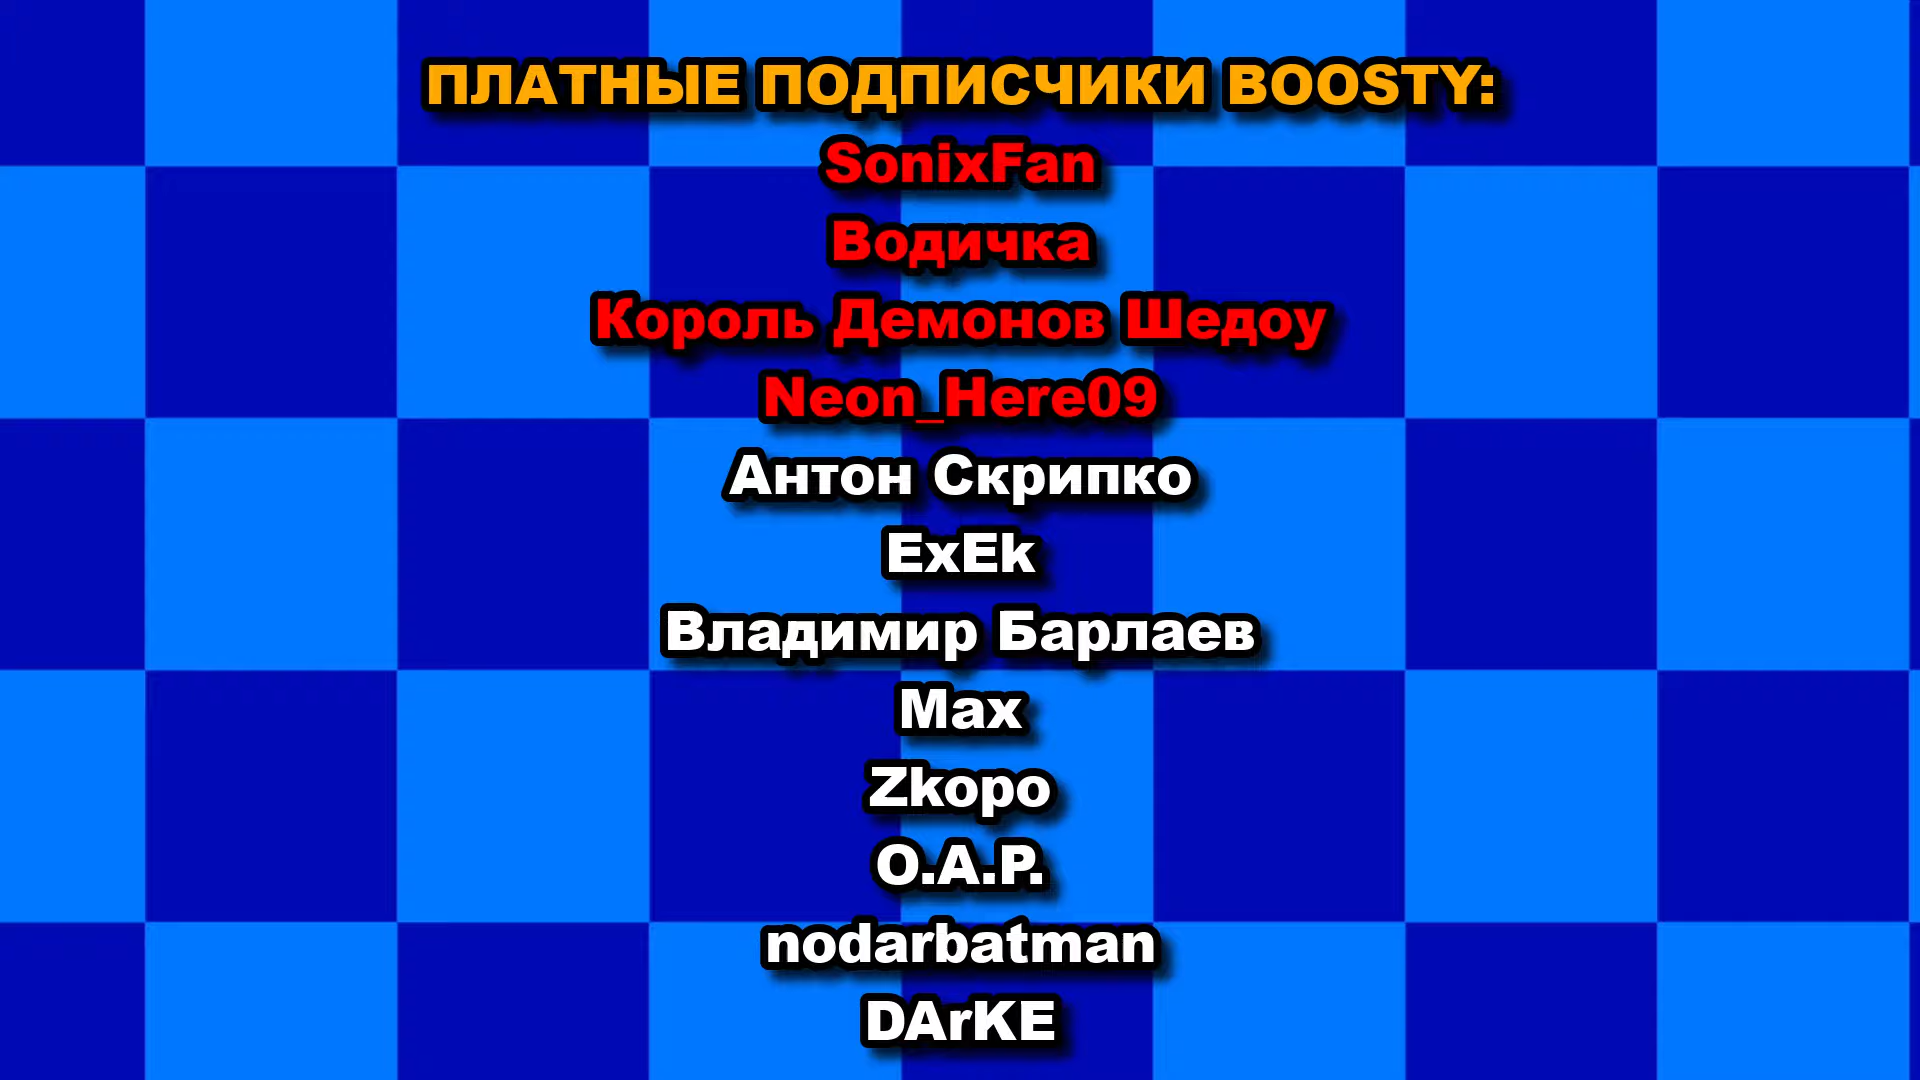 ПЛАТНЫЕ ПОДПИСЧИКИ BOOSTY:
SonixFan
Водичка
Король Демонов Шедоу
Neon_Here09
Антон Скрипко
ExEk
Владимир Барлаев
Max
Zkopo
O.A.P.
nodarbatman
DArKE